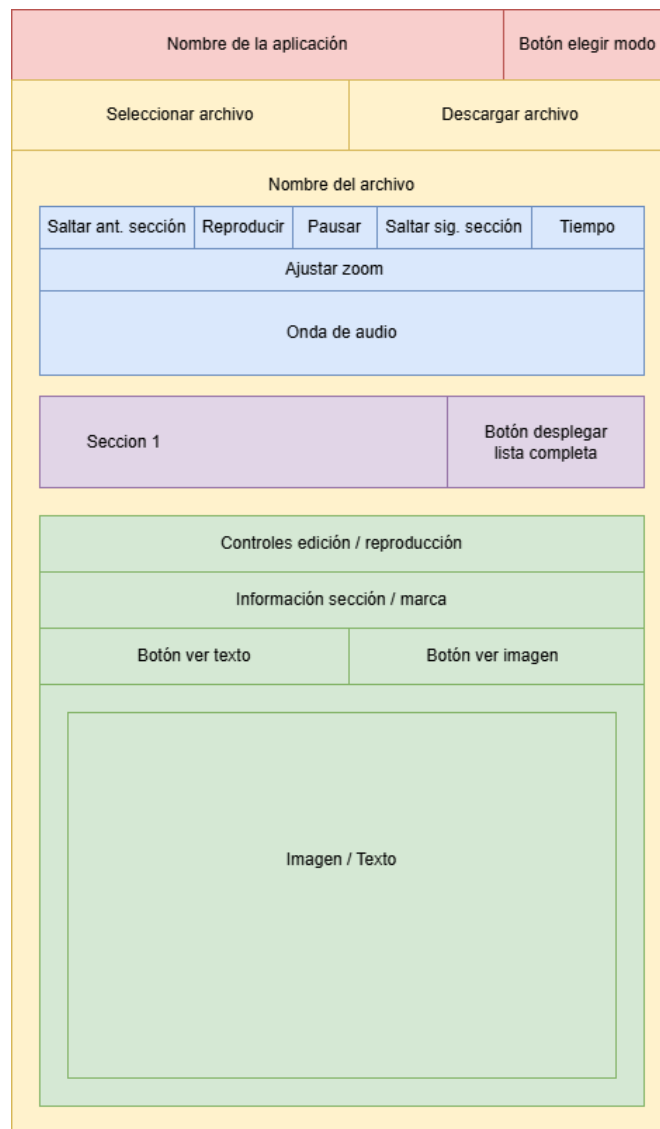 Nombre de la aplicación
Botón elegir modo
Seleccionar archivo
Descargar archivo
Nombre del archivo
Saltar ant. sección
Reproducir
Pausar
Saltar sig. sección
Tiempo
Ajustar zoom
Onda de audio
Seccion 1
Botón desplegar
lista completa
Controles edición / reproducción
Información sección / marca
Botón ver texto
Botón ver imagen
Imagen / Texto